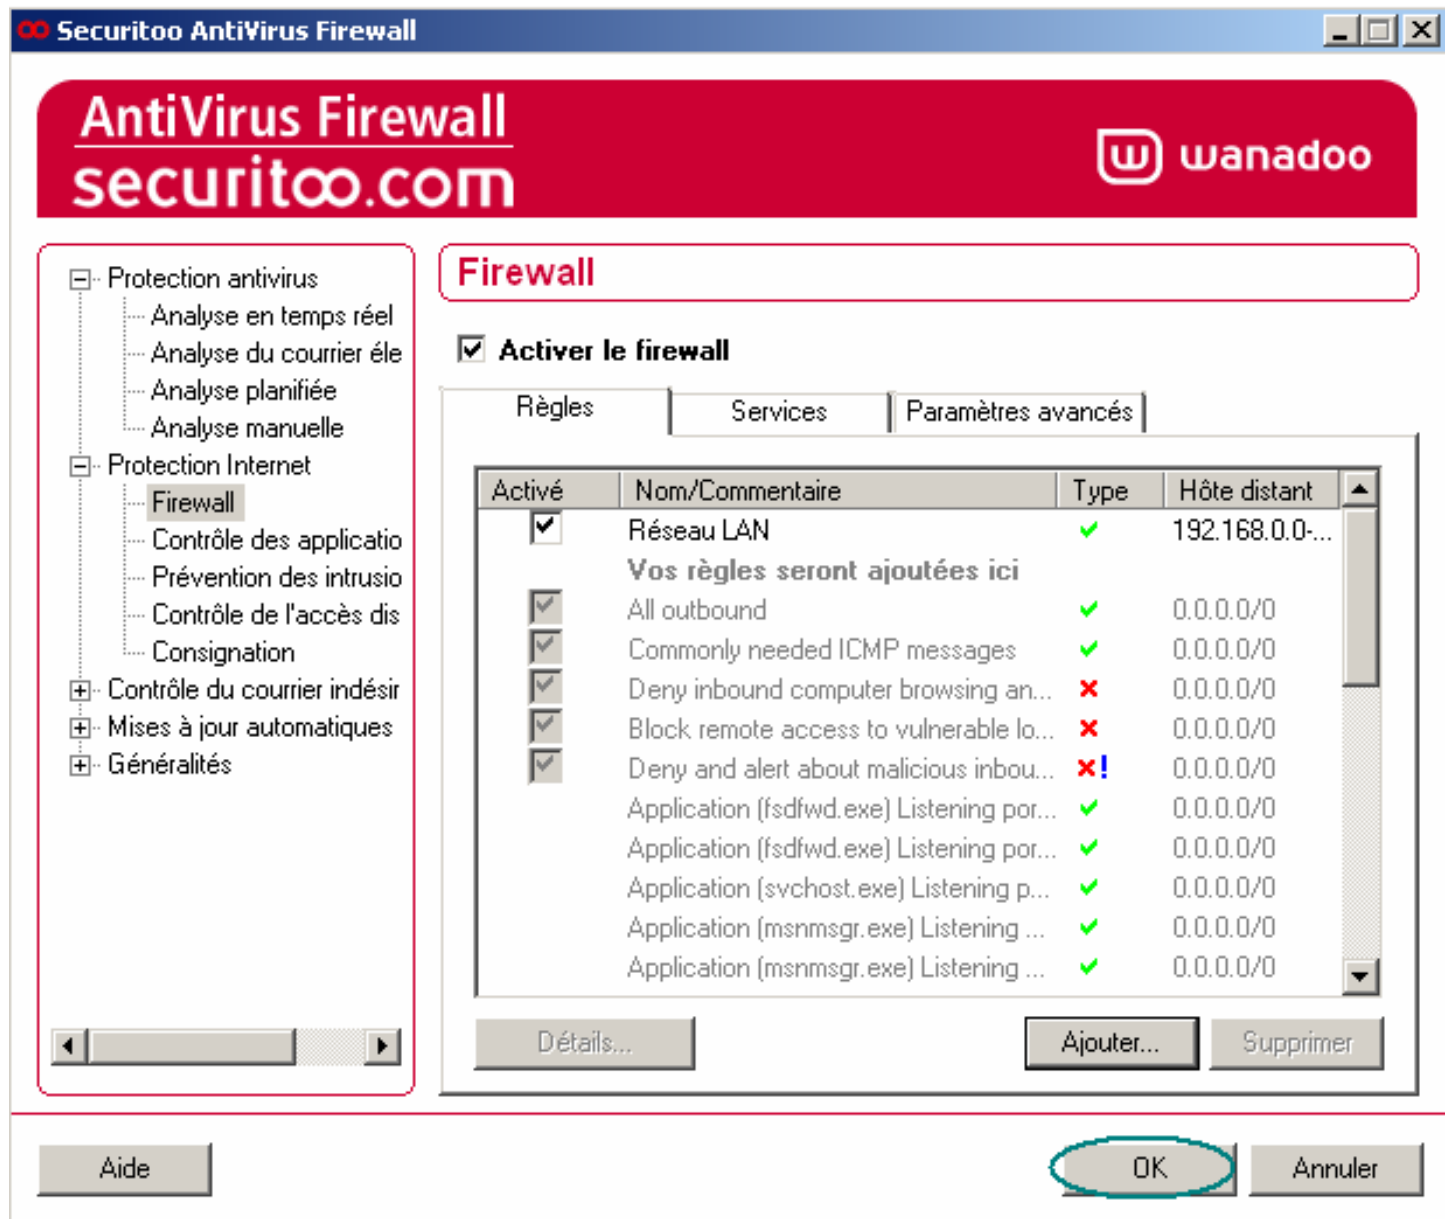 Securitoo AntiVirus Firewall
AntiVirus Firewall
securitoo.com
wanadoo
Protection antivirus
Analyse en temps réel
Analyse du courrier éle
Analyse planifiée
Analyse manuelle
Protection Internet
Firewall
Contrôle des applicatio
Prévention des intrusio
Contrôle de l'accès dis
Consignation
Contrôle du courrier indésir
Mises à jour automatiques
Généralités
Firewall
Activer le firewall
Règles Services Paramètres avancés
Activé Nom/Commentaire Type Hôte distant
Réseau LAN 192.168.0.0-...
Vos règles seront ajoutées ici
All outbound 0.0.0.0/0
Commonly needed ICMP messages 0.0.0.0/0
Deny inbound computer browsing an... 0.0.0.0/0
Block remote access to vulnerable lo... 0.0.0.0/0
Deny and alert about malicious inbou... 0.0.0.0/0
Application (fsdfwd.exe) Listening por... 0.0.0.0/0
Application (fsdfwd.exe) Listening por... 0.0.0.0/0
Application (svchost.exe) Listening p... 0.0.0.0/0
Application (msnmsgr.exe) Listening ... 0.0.0.0/0
Application (msnmsgr.exe) Listening ... 0.0.0.0/0
Détails... Ajouter... Supprimer
Aide OK Annuler